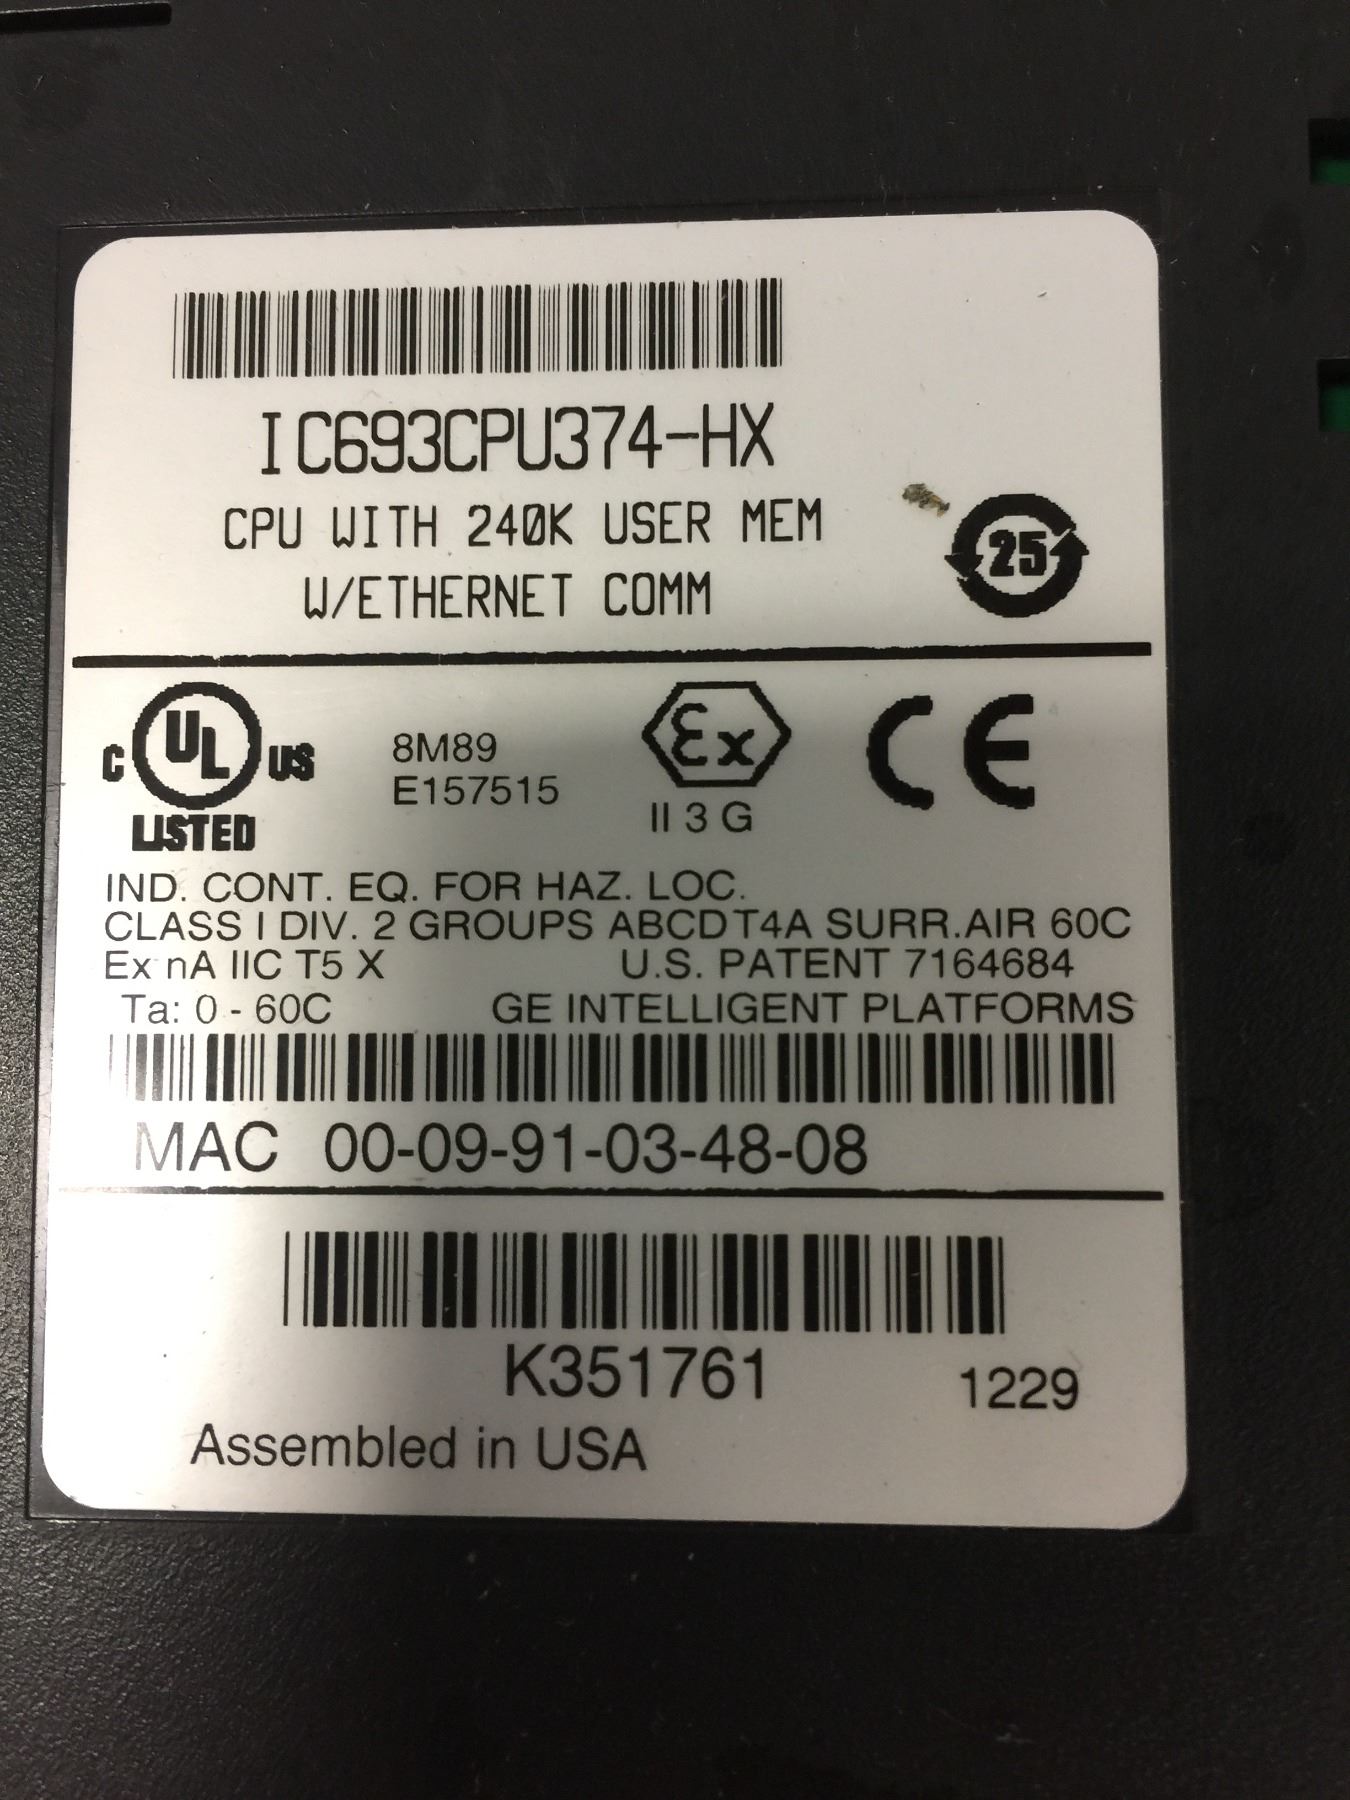 IC693CPU374-HX
CPU WITH 240K USER MEM
W/ETHERNET COMM
25
C UL US
LISTED
8M89
E157515
Ex
II 3 G
CE
IND. CONT. EQ. FOR HAZ. LOC.
CLASS I DIV. 2 GROUPS ABCD T4A SURR.AIR 60C
Ex nA IIC T5 X U.S. PATENT 7164684
Ta: 0 - 60C GE INTELLIGENT PLATFORMS
MAC 00-09-91-03-48-08
K351761 1229
Assembled in USA